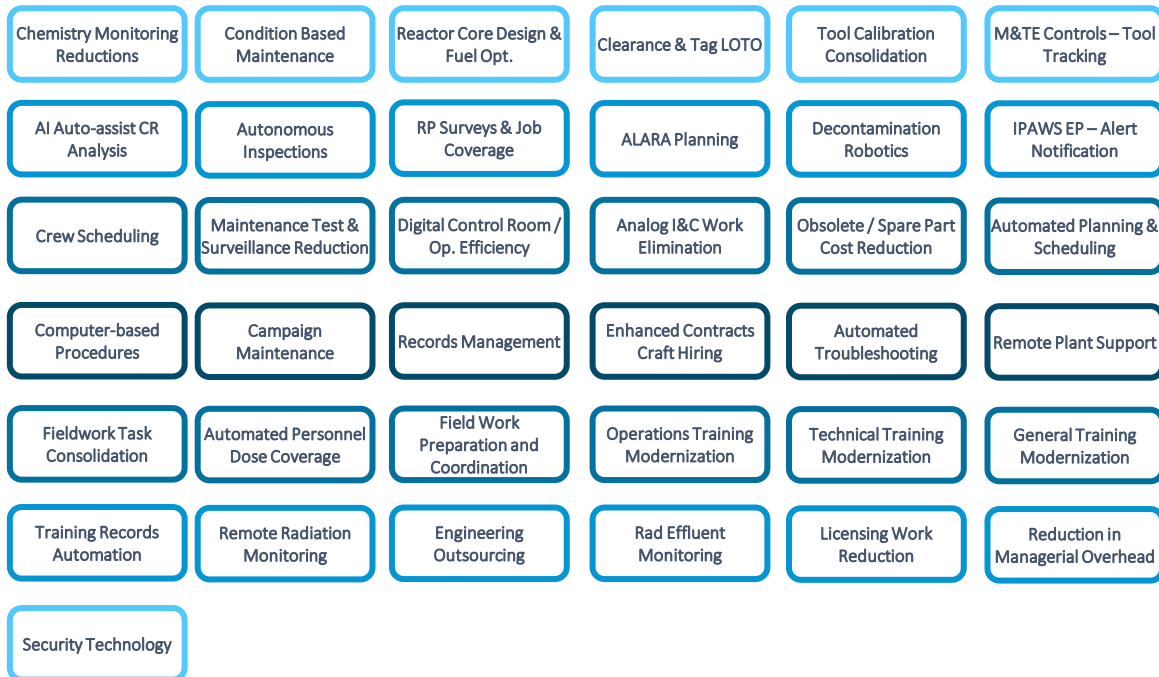 Chemistry Monitoring
Reductions
Condition Based
Maintenance
Reactor Core Design &
Fuel Opt.
Clearance & Tag LOTO
Tool Calibration
Consolidation
M&TE Controls – Tool
Tracking
AI Auto-assist CR
Analysis
Autonomous
Inspections
RP Surveys & Job
Coverage
ALARA Planning
Decontamination
Robotics
IPAWS EP – Alert
Notification
Crew Scheduling
Maintenance Test &
Surveillance Reduction
Digital Control Room /
Op. Efficiency
Analog I&C Work
Elimination
Obsolete / Spare Part
Cost Reduction
Automated Planning &
Scheduling
Computer-based
Procedures
Campaign
Maintenance
Records Management
Enhanced Contracts
Craft Hiring
Automated
Troubleshooting
Remote Plant Support
Fieldwork Task
Consolidation
Automated Personnel
Dose Coverage
Field Work
Preparation and
Coordination
Operations Training
Modernization
Technical Training
Modernization
General Training
Modernization
Training Records
Automation
Remote Radiation
Monitoring
Engineering
Outsourcing
Rad Effluent
Monitoring
Licensing Work
Reduction
Reduction in
Managerial Overhead
Security Technology